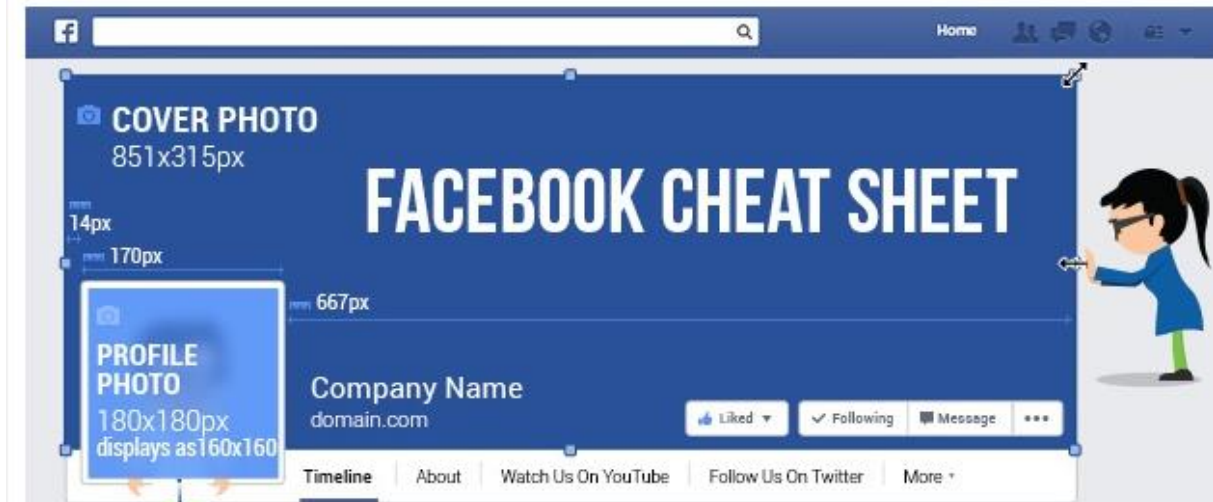 f
Home
COVER PHOTO
851x315px
FACEBOOK CHEAT SHEET
14px
170px
667px
PROFILE
PHOTO
180x180px
displays as160x160
Company Name
domain.com
Liked
Following
Message
Timeline About Watch Us On YouTube Follow Us On Twitter More